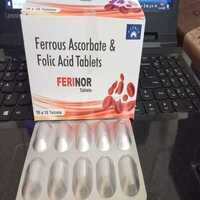 Ferrous Ascorbate &
Folic Acid Tablets
FERINOR
Tablets
10 x 10 Tablets